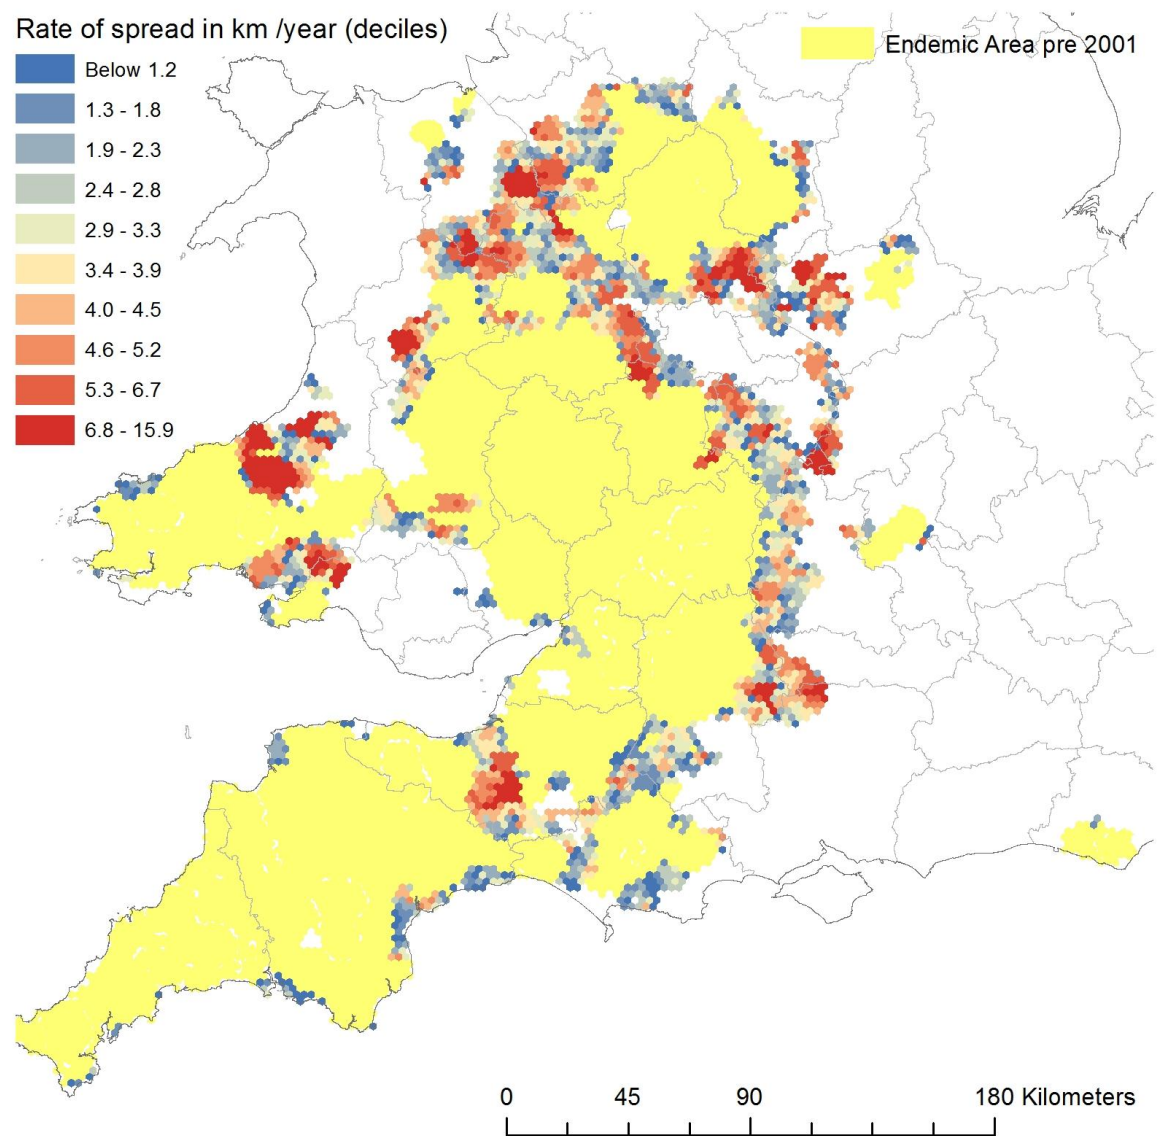 Rate of spread in km /year (deciles)
Below 1.2
1.3 - 1.8
1.9 - 2.3
2.4 - 2.8
2.9 - 3.3
3.4 - 3.9
4.0 - 4.5
4.6 - 5.2
5.3 - 6.7
6.8 - 15.9
Endemic Area pre 2001
0 45 90 180 Kilometers